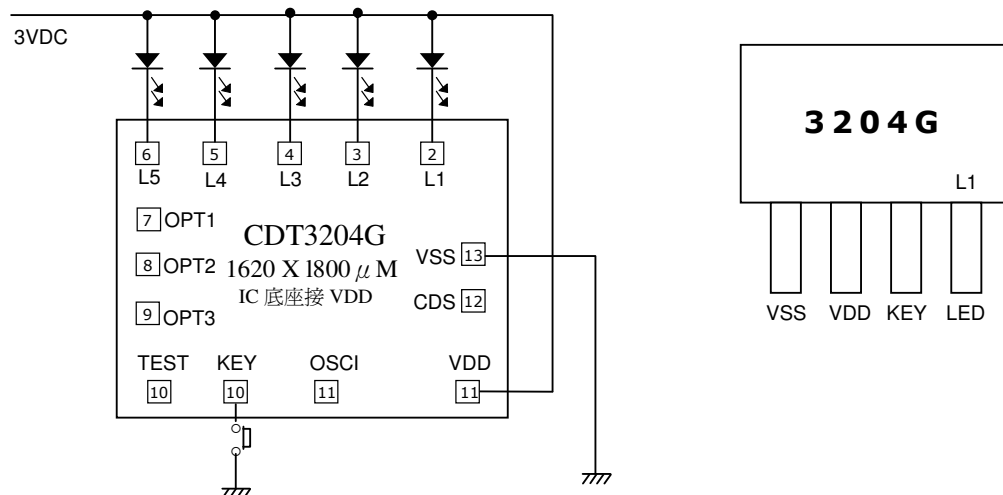 3VDC
6 5 4 3 2
L5 L4 L3 L2 L1
7 OPT1
CDT3204G
8 OPT2
1620 X 1800 μM
VSS 13
IC 底座接 VDD
CDS 12
9 OPT3
TEST KEY OSCI VDD
10 10 11 11
3204G
L1
VSS VDD KEY LED